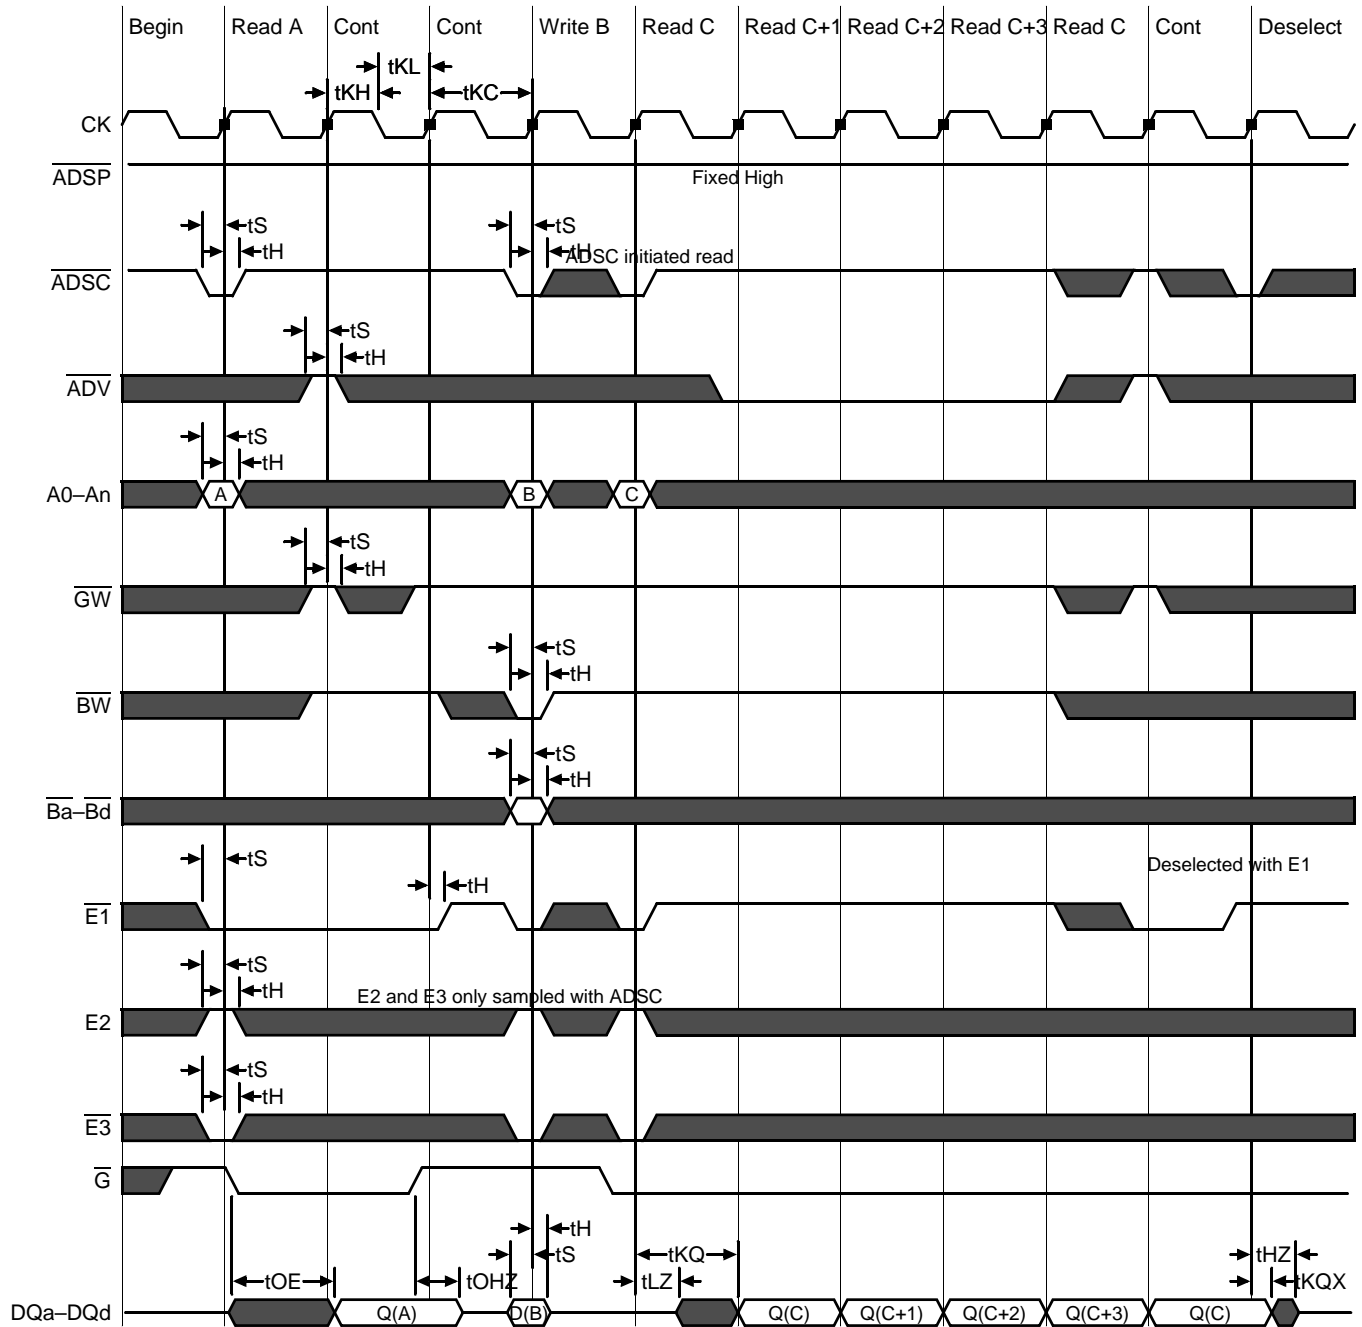 Begin Read A Cont Cont Write B Read C Read C+1 Read C+2 Read C+3 Read C Cont Deselect
tKL
tKH tKC
CK
ADSP
Fixed High
tS tS
tH tH
ADSC initiated read
ADSC
tS
tH
ADV
tS
tH
A0–An A B C
tS
tH
GW
tS
tH
BW
tS
tH
Ba–Bd
Deselected with E1
tS
tH
E1
tS
tH
E2 and E3 only sampled with ADSC
E2
tS
tH
E3
G
tH
tS tKQ tHZ
tOE tOHZ tLZ tKQX
DQa–DQd Q(A) D(B) Q(C) Q(C+1) Q(C+2) Q(C+3) Q(C)